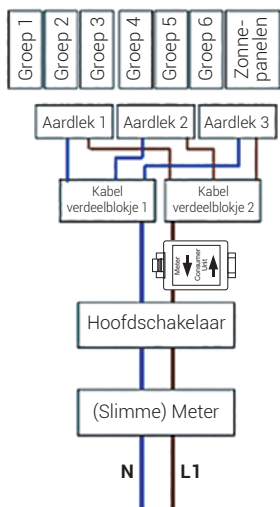 Groep 1
Groep 2
Groep 3
Groep 4
Groep 5
Groep 6
Zonne-
panelen
Aardlek 1
Aardlek 2
Aardlek 3
Kabel
verdeelblokje 1
Kabel
verdeelblokje 2
Meter
Consumer
Unit
Hoofdschakelaar
(Slimme) Meter
N
L1